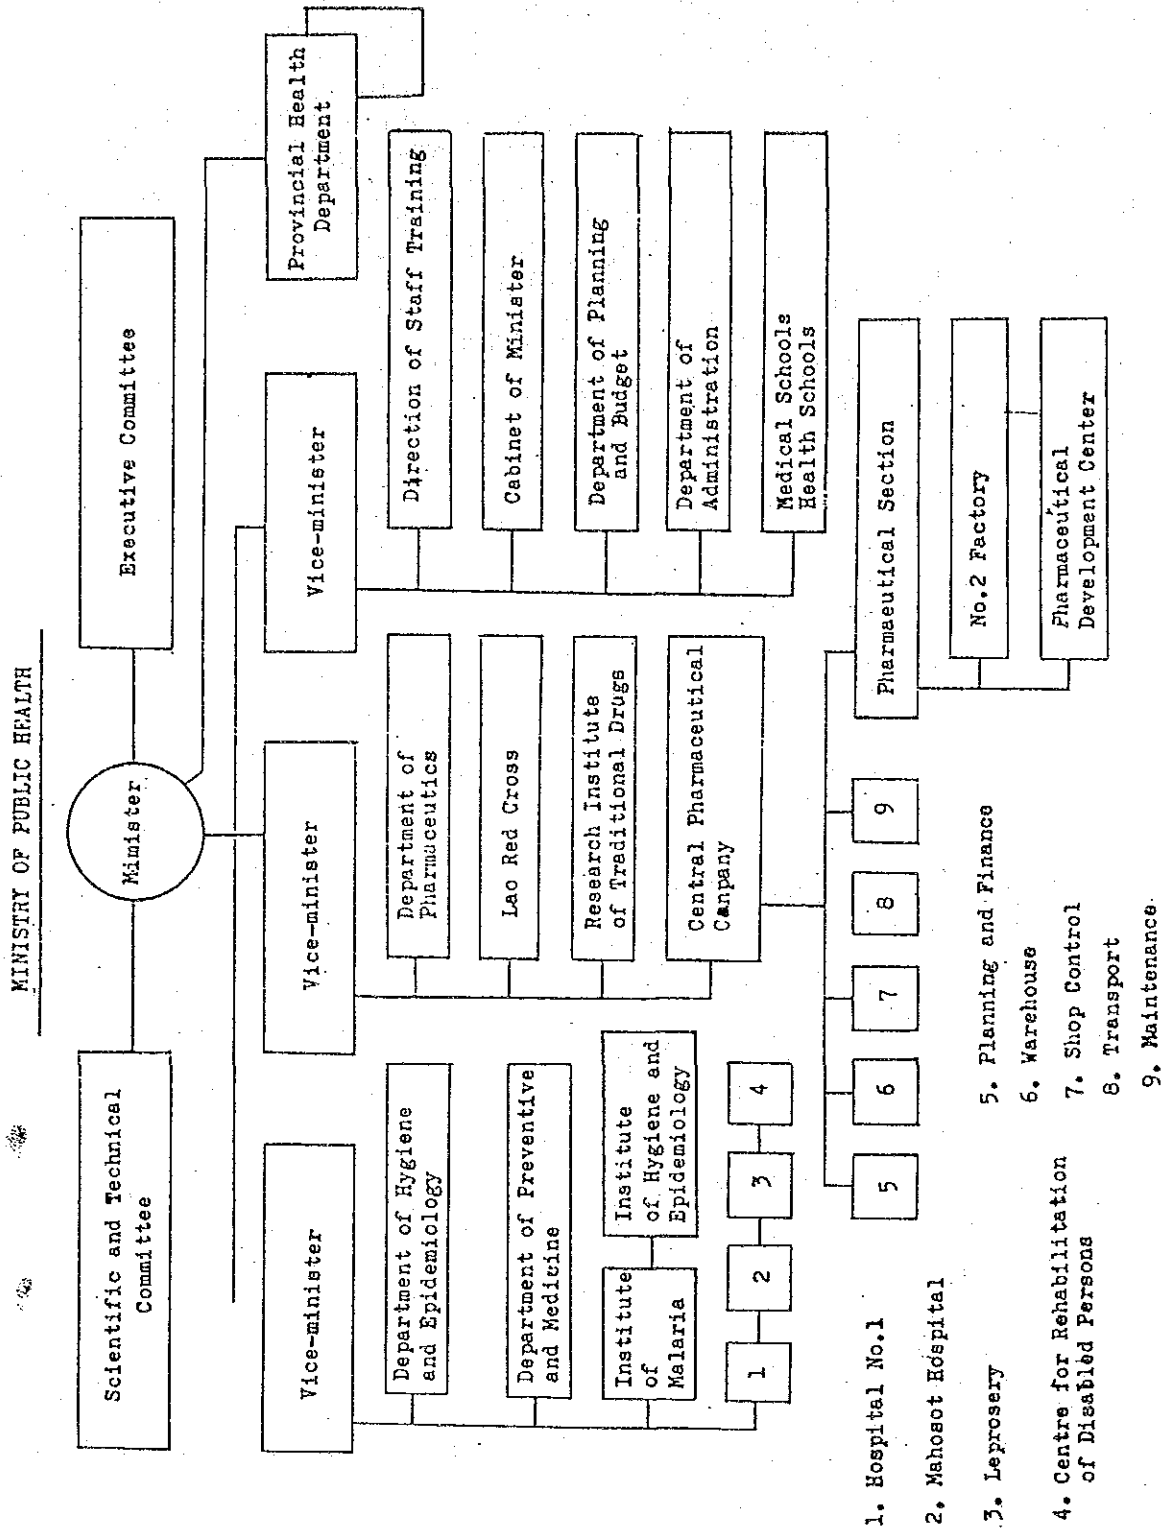 MINISTRY OF PUBLIC HEALTH
Scientific and Technical
Committee
Mimister
Executive Committee
Vice-minister
Vice-minister
Vice-minister
Provincial Health
Department
Department of Hygiene
and Epidemiology
Department of Preventive
and Medicine
Institute
of
Malaria
Institute
of Hygiene and
Epidemiology
1
2
3
4
Department of
Pharmaceutics
Lao Red Cross
Research Institute
of Traditional Drugs
Central Pharmaceutical
Canpany
Direction of Staff Training
Cabinet of Minister
Department of Planning
and Budget
Department of
Administration
Medical Schools
Health Schools
5
6
7
8
9
Pharmaeutical Section
No.2 Factory
Pharmaceutical
Development Center
1. Hospital No.1
2. Mahosot Hospital
3. Leprosery
4. Centre for Rehabilitation
of Disabled Persons
5. Planning and Finance
6. Warehouse
7. Shop Control
8. Transport
9. Maintenance